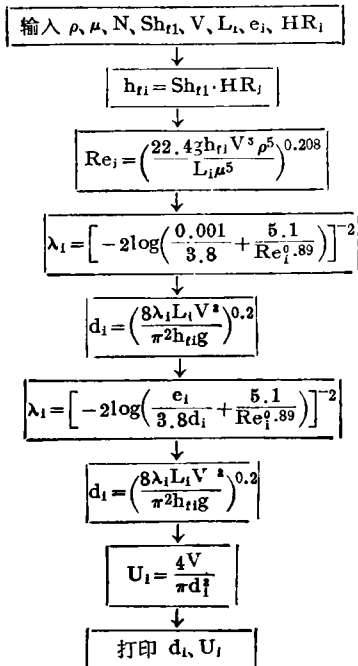 输入 ρ、μ、N、Sh_{f1}、V、L_i、e_i、HR_i
h_{fi}=Sh_{f1}·HR_i
Re_i=(22.43h_{fi}V^3ρ^5/L_iμ^5)^{0.208}
λ_i=[-2log(0.001/3.8+5.1/Re_i^{0.89})]^{-2}
d_i=(8λ_iL_iV^2/π^2h_{fi}g)^{0.2}
λ_i=[-2log(e_i/3.8d_i+5.1/Re_i^{0.89})]^{-2}
d_i=(8λ_iL_iV^2/π^2h_{fi}g)^{0.2}
U_i=4V/πd_i^2
打印 d_i、U_i